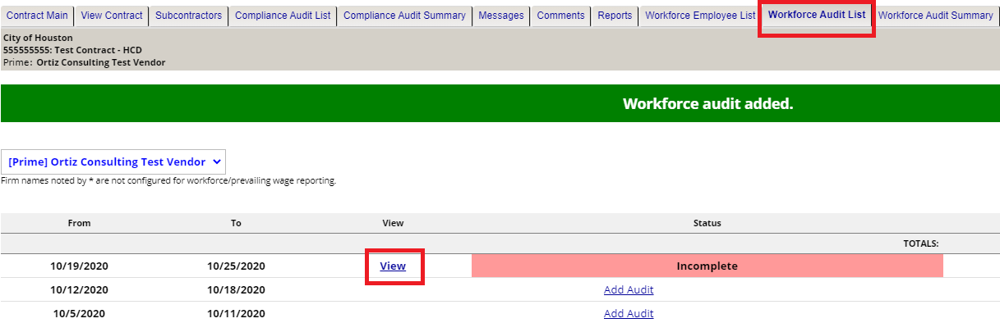 Contract Main View Contract Subcontractors Compliance Audit List Compliance Audit Summary Messages Comments Reports Workforce Employee List Workforce Audit List Workforce Audit Summary
City of Houston
555555555: Test Contract - HCD
Prime: Ortiz Consulting Test Vendor
Workforce audit added.
[Prime] Ortiz Consulting Test Vendor
Firm names noted by * are not configured for workforce/prevailing wage reporting.
From To View Status
TOTALS:
10/19/2020 10/25/2020 View Incomplete
10/12/2020 10/18/2020 Add Audit
10/5/2020 10/11/2020 Add Audit